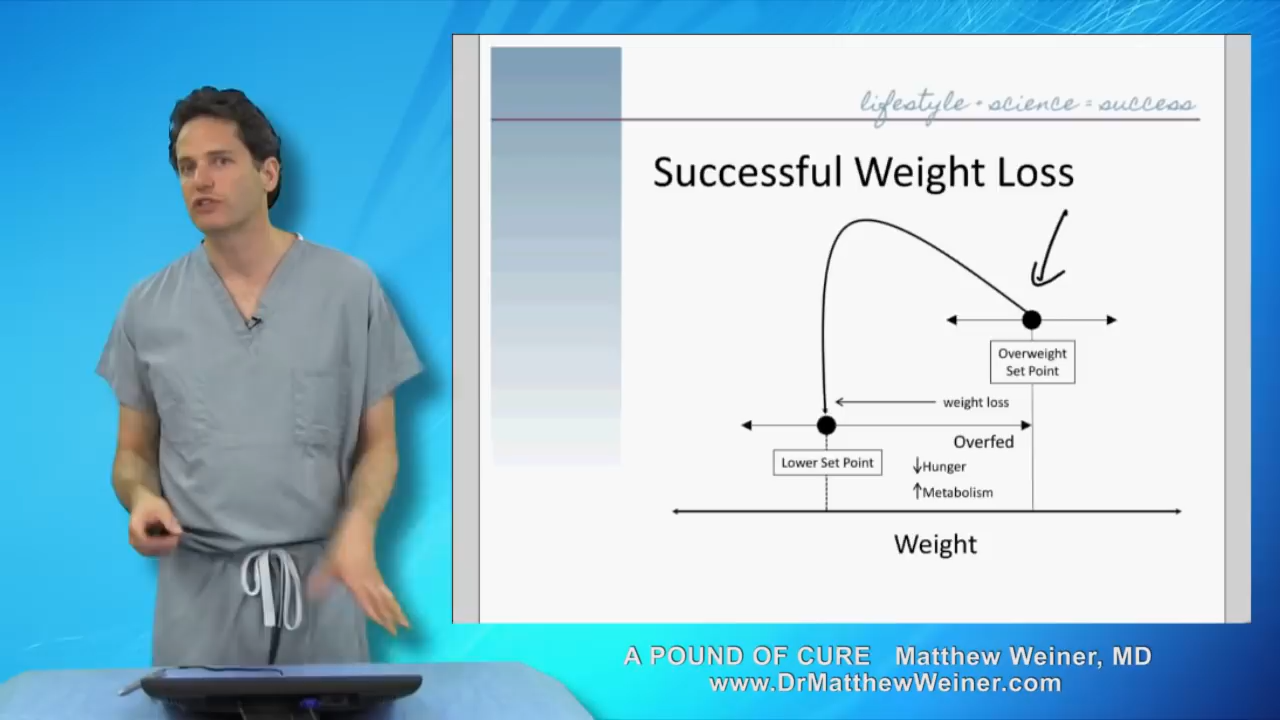 lifestyle + science = success
Successful Weight Loss
Overweight
Set Point
weight loss
Overfed
Lower Set Point
↓Hunger
↑Metabolism
Weight
A POUND OF CURE Matthew Weiner, MD
www.DrMatthewWeiner.com